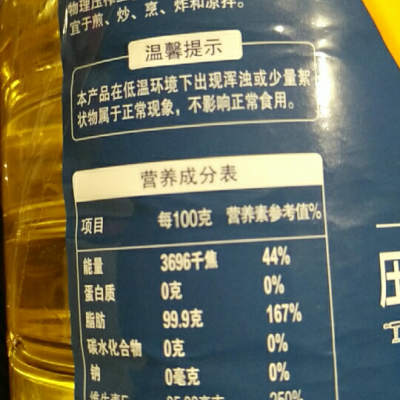 物理压榨
宜于煎、炒、烹、炸和凉拌。
温馨提示
本产品在低温环境下出现浑浊或少量絮
状物属于正常现象，不影响正常食用。
营养成分表
项目 每100克 营养素参考值%
能量 3696千焦 44%
蛋白质 0克 0%
脂肪 99.9克 167%
碳水化合物 0克 0%
钠 0毫克 0%